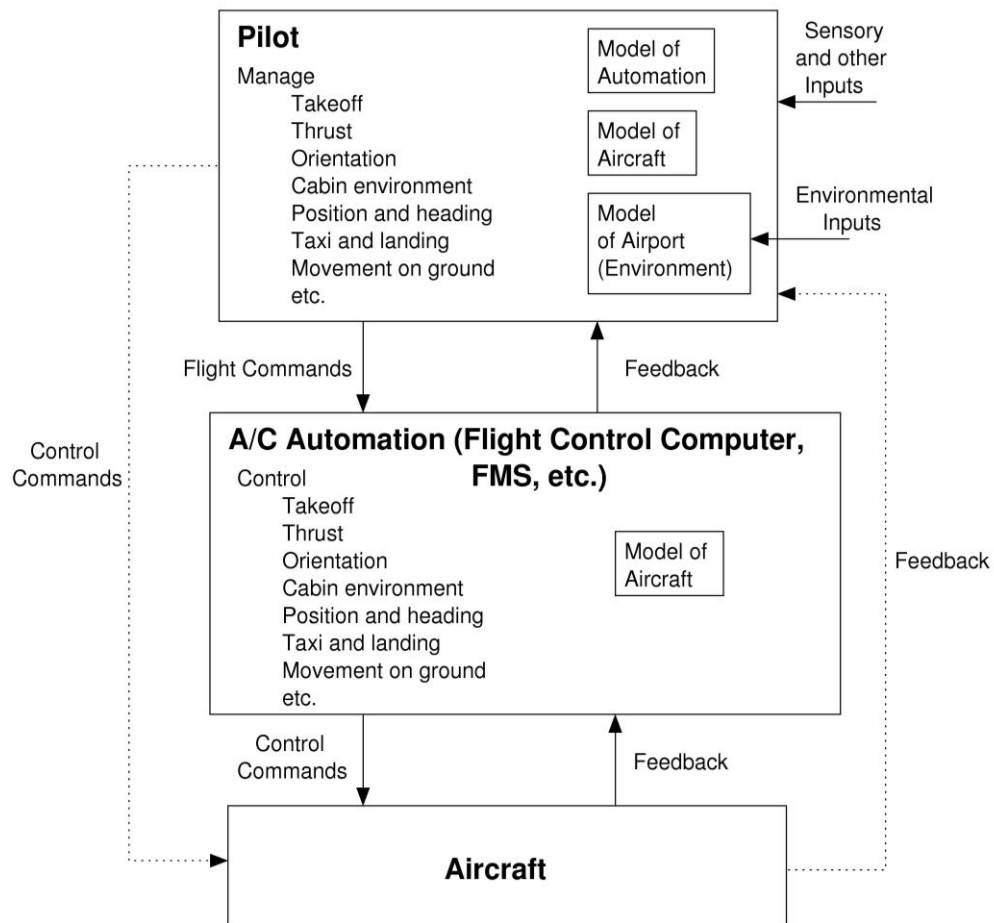 Pilot
Manage
Takeoff
Thrust
Orientation
Cabin environment
Position and heading
Taxi and landing
Movement on ground
etc.
Model of
Automation
Model of
Aircraft
Model
of Airport
(Environment)
Sensory
and other
Inputs
Environmental
Inputs
Flight Commands
Feedback
Control
Commands
A/C Automation (Flight Control Computer,
FMS, etc.)
Control
Takeoff
Thrust
Orientation
Cabin environment
Position and heading
Taxi and landing
Movement on ground
etc.
Model of
Aircraft
Feedback
Control
Commands
Feedback
Aircraft